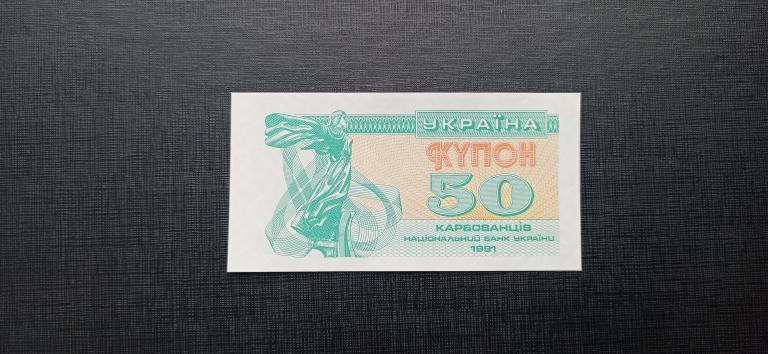 УКРАЇНА
КУПОН
50
КАРБОВАНЦІВ
НАЦІОНАЛЬНИЙ БАНК УКРАЇНИ
1991